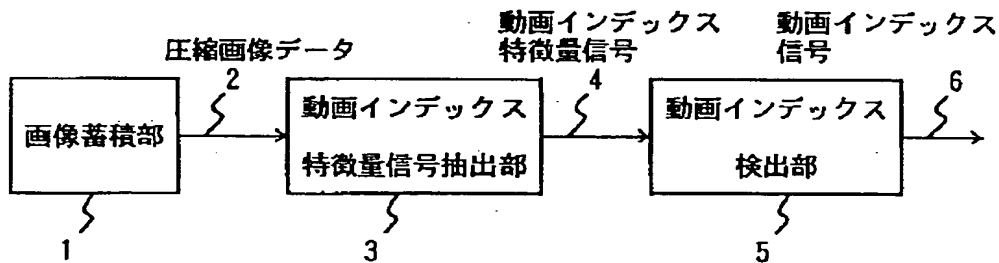 動画インデックス
特徴量信号
動画インデックス
信号
圧縮画像データ
2
4
6
画像蓄積部
動画インデックス
特徴量信号抽出部
動画インデックス
検出部
1
3
5